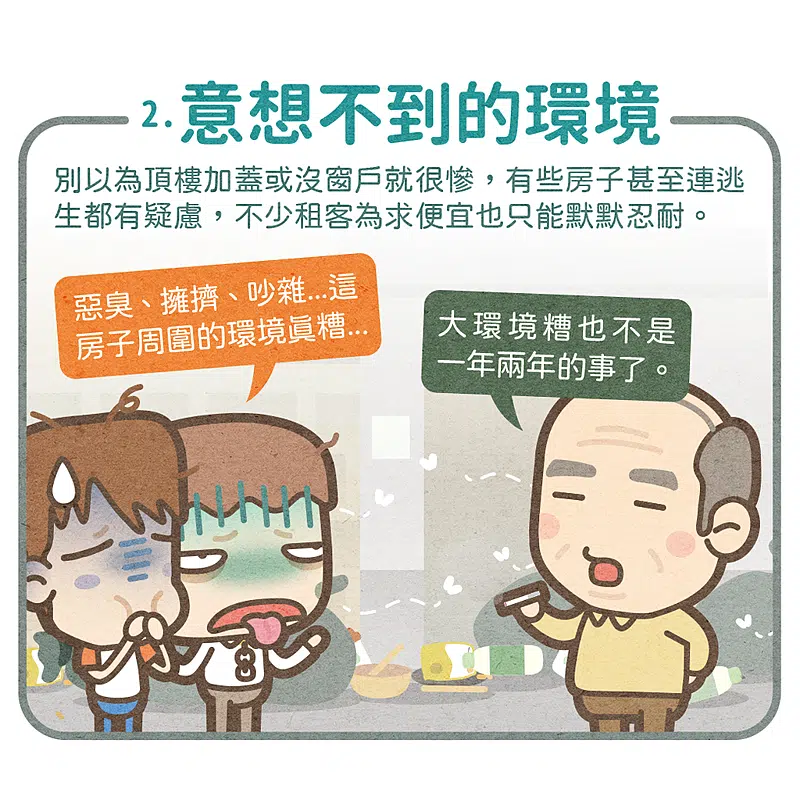 2.意想不到的環境
別以為頂樓加蓋或沒窗戶就很慘，有些房子甚至連逃
生都有疑慮，不少租客為求便宜也只能默默忍耐。
惡臭、擁擠、吵雜...這
房子周圍的環境真糟...
大環境糟也不是
一年兩年的事了。